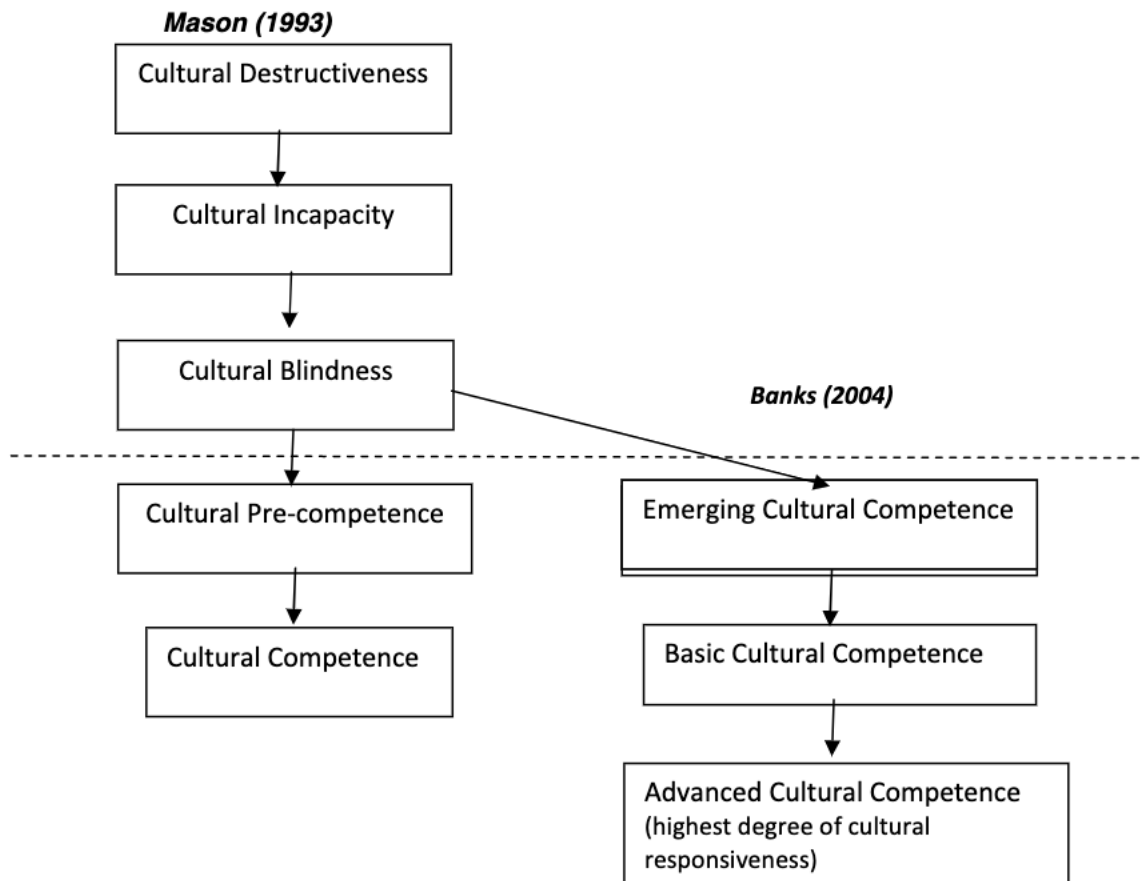 Mason (1993)
Cultural Destructiveness
Cultural Incapacity
Cultural Blindness
Banks (2004)
Cultural Pre-competence
Emerging Cultural Competence
Cultural Competence
Basic Cultural Competence
Advanced Cultural Competence
(highest degree of cultural
responsiveness)